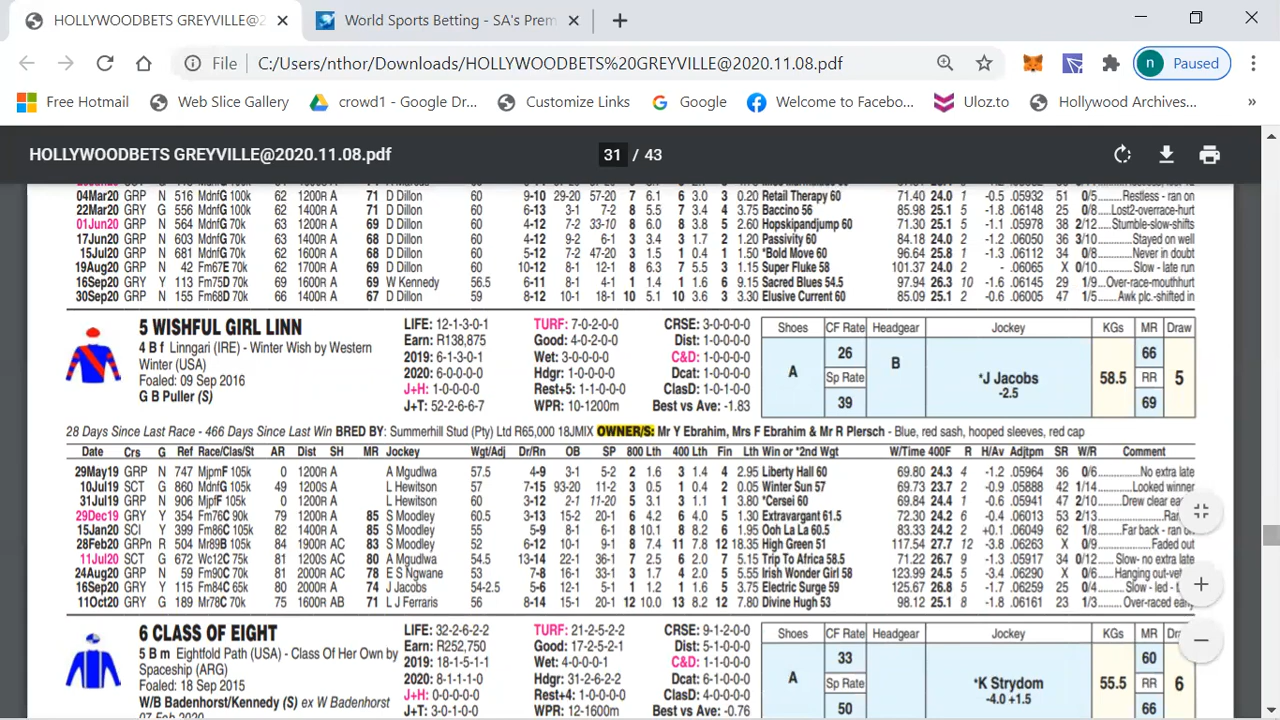 HOLLYWOODBETS GREYVILLE@2
World Sports Betting - SA's Prem
File C:/Users/nthor/Downloads/HOLLYWOODBETS%20GREYVILLE@2020.11.08.pdf
n Paused
Free Hotmail Web Slice Gallery crowd1 - Google Dr... Customize Links Google Welcome to Facebo... Uloz.to Hollywood Archives... »
HOLLYWOODBETS GREYVILLE@2020.11.08.pdf 31 / 43
04Mar20 GRP N 516 MdnfG 100k 62 1200R A 71 D Dillon 60 9-10 29-20 57-20 7 6.1 6 3.0 3 0.20 Retail Therapy 60 71.40 24.0 1 -0.5 .05932 51 0/5 Restless - ran on
22Mar20 GRY G 556 MdnfG 100k 62 1400R A 71 D Dillon 60 6-13 3-1 7-2 8 5.5 7 3.4 4 3.75 Baccino 56 85.98 25.1 5 -1.8 .06148 25 0/8 Lost2-overrace-hurt
01Jun20 GRP N 564 MdnfG 70k 62 1200R A 69 D Dillon 60 4-12 7-2 33-10 8 6.0 8 3.8 5 2.60 Hopskipandjump 60 71.30 25.1 5 -1.1 .05978 38 2/12 Stumble-slow-shifts
17Jun20 GRP N 603 MdnfG 70k 63 1400R A 68 D Dillon 60 4-12 9-2 6-1 3 3.4 3 1.7 2 1.20 Passivity 60 84.18 24.0 2 -1.2 .06050 36 3/10 Stayed on well
15Jul20 GRP N 681 MdnfG 70k 62 1600R A 68 D Dillon 60 5-12 7-2 47-20 3 1.5 1 0.4 1 1.50 *Bold Move 60 96.64 25.8 1 -1.3 .06112 34 0/8 Never in doubt
19Aug20 GRP N 42 Fm67E 70k 62 1700R A 69 D Dillon 60 10-12 8-1 12-1 8 6.3 7 5.5 3 1.15 Super Fluke 58 101.37 24.0 2 - .06065 X 0/10 Slow - late run
16Sep20 GRY Y 113 Fm75D 70k 62 1600R A 69 W Kennedy 56.5 6-11 8-1 4-1 1 1.4 1 1.6 6 9.15 Sacred Blues 54.5 97.94 26.3 10 -1.6 .06145 29 1/9 Over-race-mouthhurt
30Sep20 GRP N 155 Fm68D 70k 66 1400R A 67 D Dillon 59 8-12 10-1 18-1 10 5.1 10 3.6 3 3.30 Elusive Current 60 85.09 25.1 2 -0.6 .06045 47 1/5 Awk plc-shifted in
5 WISHFUL GIRL LINN
4 B f Linngari (IRE) - Winter Wish by Western
Winter (USA)
Foaled: 09 Sep 2016
G B Puller (S)
LIFE: 12-1-3-0-1 TURF: 7-0-2-0-0 CRSE: 3-0-0-0-0
Earn: R138,875 Good: 4-0-2-0-0 Dist: 1-0-0-0-0
2019: 6-1-3-0-1 Wet: 3-0-0-0-0 C&D: 1-0-0-0-0
2020: 6-0-0-0-0 Hdgr: 1-0-0-0-0 Dcat: 1-0-0-0-0
J+H: 1-0-0-0-0 Rest+5: 1-1-0-0-0 ClasD: 1-0-1-0-0
J+T: 52-2-6-6-7 WPR: 10-1200m Best vs Ave: -1.83
Shoes CF Rate Headgear Jockey KGs MR Draw
A 26 B *J Jacobs 58.5 66 5
Sp Rate -2.5 RR
39 69
28 Days Since Last Race - 466 Days Since Last Win BRED BY: Summerhill Stud (Pty) Ltd R65,000 18JMIX OWNER/S: Mr Y Ebrahim, Mrs F Ebrahim & Mr R Plersch - Blue, red sash, hooped sleeves, red cap
Date Crs G Ref Race/Clas/St AR Dist SH MR Jockey Wgt/Adj Dr/Rn OB SP 800 Lth 400 Lth Fin Lth Win or *2nd Wgt W/Time 400F R H/Av Adjtpm SR W/R Comment
29May19 GRP N 747 MjpmF 105k 0 1200R A A Mgudlwa 57.5 4-9 3-1 5-2 2 1.6 3 1.4 4 2.95 Liberty Hall 60 69.80 24.3 4 -1.2 .05964 36 0/6 No extra late
10Jul19 SCT G 860 MjmdG 105k 49 1200S A L Hewitson 57 7-15 93-20 11-2 3 0.5 1 0.4 2 0.05 Winter Sun 57 69.73 23.7 2 -0.9 .05888 42 1/14 Looked winner
31Jul19 GRP N 906 MjpfF 105k 0 1200R A L Hewitson 60 3-12 2-1 11-20 5 3.1 3 1.1 1 3.80 *Cersei 60 69.84 24.4 1 -0.6 .05941 47 2/10 Drew clear eas
29Dec19 GRY Y 354 Fm76C 90k 79 1200R A 85 S Moodley 60.5 3-13 15-2 20-1 6 4.2 6 4.0 5 1.30 Extravargant 61.5 72.30 24.2 6 -0.4 .06013 53 2/13 Ran
15Jan20 SCI Y 399 Fm86C 105k 82 1400R A 85 S Moodley 55 5-9 8-1 6-1 8 10.1 8 8.2 6 1.95 Ooh La La 60.5 83.33 24.2 2 +0.1 .06049 62 1/8 Far back - ran o
28Feb20 GRPn R 504 Mr89B 105k 84 1900R AC 83 S Moodley 52 6-12 10-1 9-1 8 7.4 11 7.8 12 18.35 High Green 51 117.54 27.7 12 -3.8 .06263 X 0/9 Faded out
11Jul20 SCT G 672 Wc12C 75k 81 1200S AC 80 A Mgudlwa 54.5 13-14 22-1 36-1 7 2.5 6 2.0 7 5.15 Trip To Africa 58.5 71.22 26.7 9 -1.3 .05917 34 0/12 Slow- no extra late
24Aug20 GRP N 59 Fm90C 70k 81 2000R AC 78 E S Ngwane 53 7-8 16-1 33-1 3 1.7 4 2.0 4 5.55 Irish Wonder Girl 58 123.99 24.5 5 -3.4 .06290 X 0/6 Hanging out-vet
16Sep20 GRY Y 115 Fm84C 65k 80 2000R A 74 J Jacobs 54-2.5 5-6 12-1 5-1 1 1.2 1 1.6 5 3.75 Electric Surge 59 125.67 26.8 5 -1.7 .06259 25 0/4 Slow - led -
11Oct20 GRY G 189 Mr78C 70k 75 1600R AB 71 L J Ferraris 56 8-14 15-1 20-1 12 10.0 13 8.2 12 7.80 Divine Hugh 53 98.12 25.1 8 -1.8 .06161 23 1/3 Over-raced early
6 CLASS OF EIGHT
5 B m Eightfold Path (USA) - Class Of Her Own by
Spaceship (ARG)
Foaled: 18 Sep 2015
W/B Badenhorst/Kennedy (S) ex W Badenhorst
07 Feb 2020
LIFE: 32-2-6-2-2 TURF: 21-2-5-2-2 CRSE: 9-1-2-0-0
Earn: R252,750 Good: 17-2-5-2-1 Dist: 5-1-0-0-0
2019: 18-1-5-1-1 Wet: 4-0-0-0-1 C&D: 1-1-0-0-0
2020: 8-1-1-1-0 Hdgr: 31-2-6-2-2 Dcat: 6-1-0-0-0
J+H: 0-0-0-0-0 Rest+4: 1-0-0-0-0 ClasD: 4-0-0-0-0
J+T: 3-0-1-0-0 WPR: 12-1600m Best vs Ave: -0.76
Shoes CF Rate Headgear Jockey KGs MR Dra
A 33 *K Strydom 55.5 60 6
Sp Rate -4.0 +1.5 RR
50 66